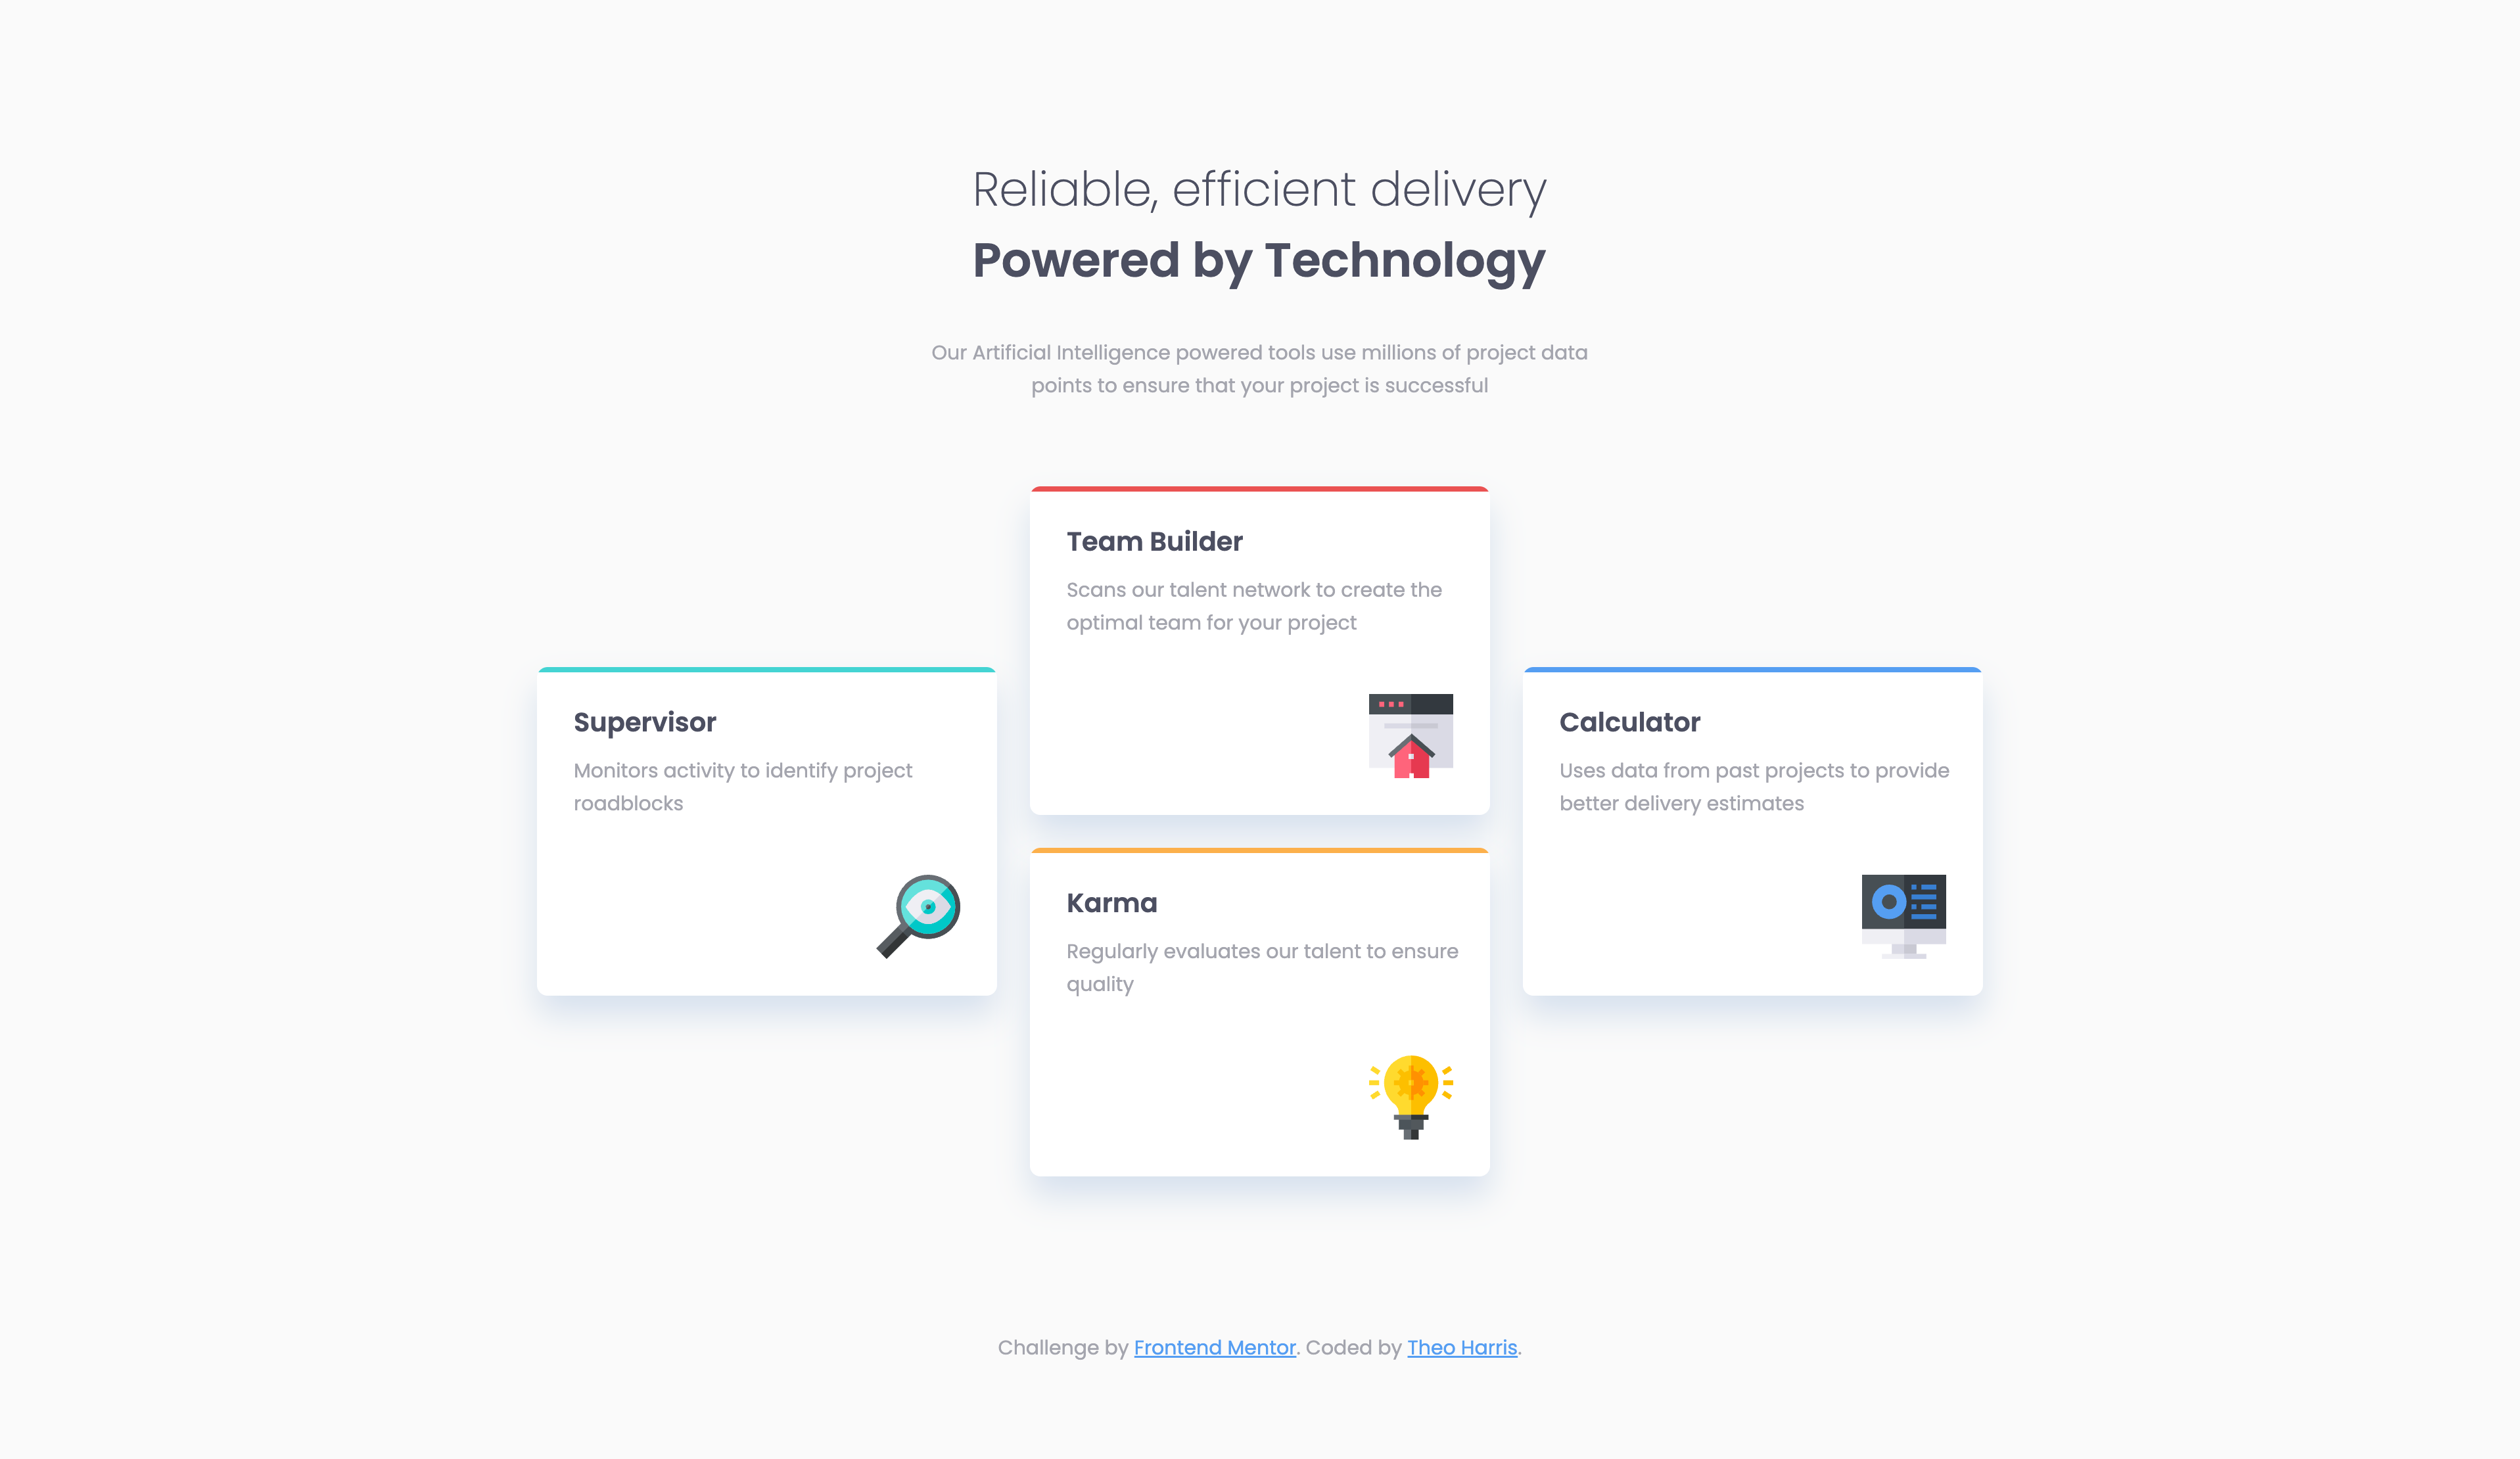 Reliable, efficient delivery
Powered by Technology
Our Artificial Intelligence powered tools use millions of project data
points to ensure that your project is successful
Supervisor
Monitors activity to identify project
roadblocks
Team Builder
Scans our talent network to create the
optimal team for your project
Karma
Regularly evaluates our talent to ensure
quality
Calculator
Uses data from past projects to provide
better delivery estimates
Challenge by Frontend Mentor. Coded by Theo Harris.